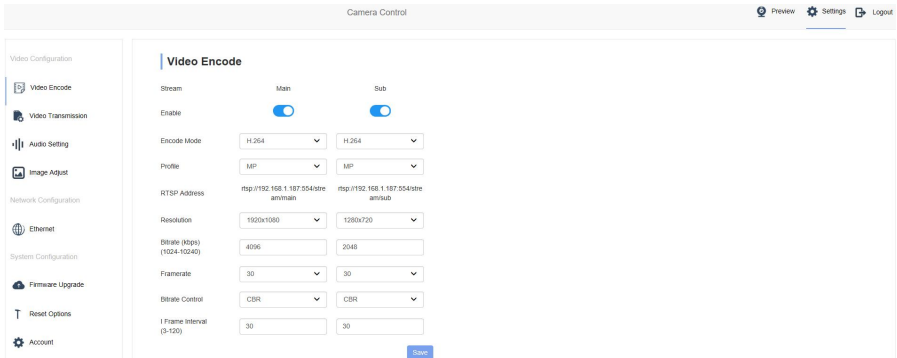 Camera Control
Preview
Settings
Logout
Video Configuration
Video Encode
Video Transmission
Audio Setting
Image Adjust
Network Configuration
Ethernet
System Configuration
Firmware Upgrade
Reset Options
Account
Video Encode
Stream Main Sub
Enable
Encode Mode H.264 H.264
Profile MP MP
RTSP Address rtsp://192.168.1.187:554/stream/main rtsp://192.168.1.187:554/stream/sub
Resolution 1920x1080 1280x720
Bitrate (kbps)
(1024-10240) 4096 2048
Framerate 30 30
Bitrate Control CBR CBR
I Frame Interval
(3-120) 30 30
Save